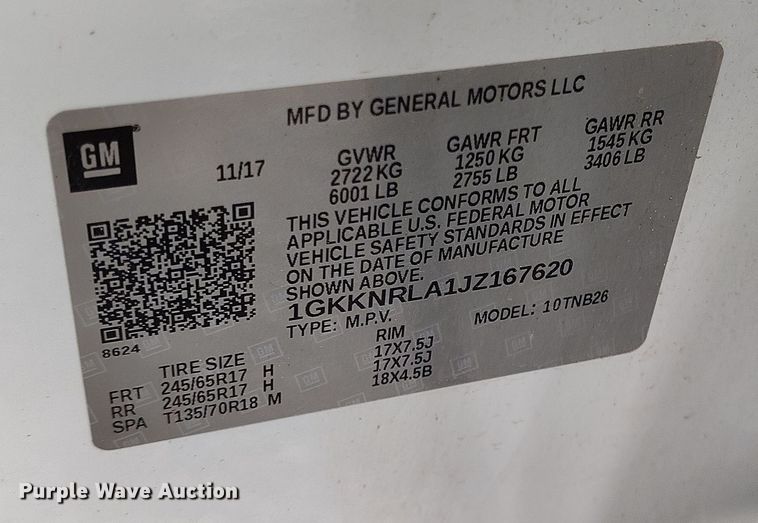 MFD BY GENERAL MOTORS LLC
GM
11/17
GVWR
2722 KG
6001 LB
GAWR FRT
1250 KG
2755 LB
GAWR RR
1545 KG
3406 LB
THIS VEHICLE CONFORMS TO ALL
APPLICABLE U.S. FEDERAL MOTOR
VEHICLE SAFETY STANDARDS IN EFFECT
ON THE DATE OF MANUFACTURE
SHOWN ABOVE.
1GKKNRLA1JZ167620
TYPE: M.P.V.
MODEL: 10TNB26
8624
TIRE SIZE
RIM
FRT 245/65R17 H 17X7.5J
RR 245/65R17 H 17X7.5J
SPA T135/70R18 M 18X4.5B
Purple Wave Auction